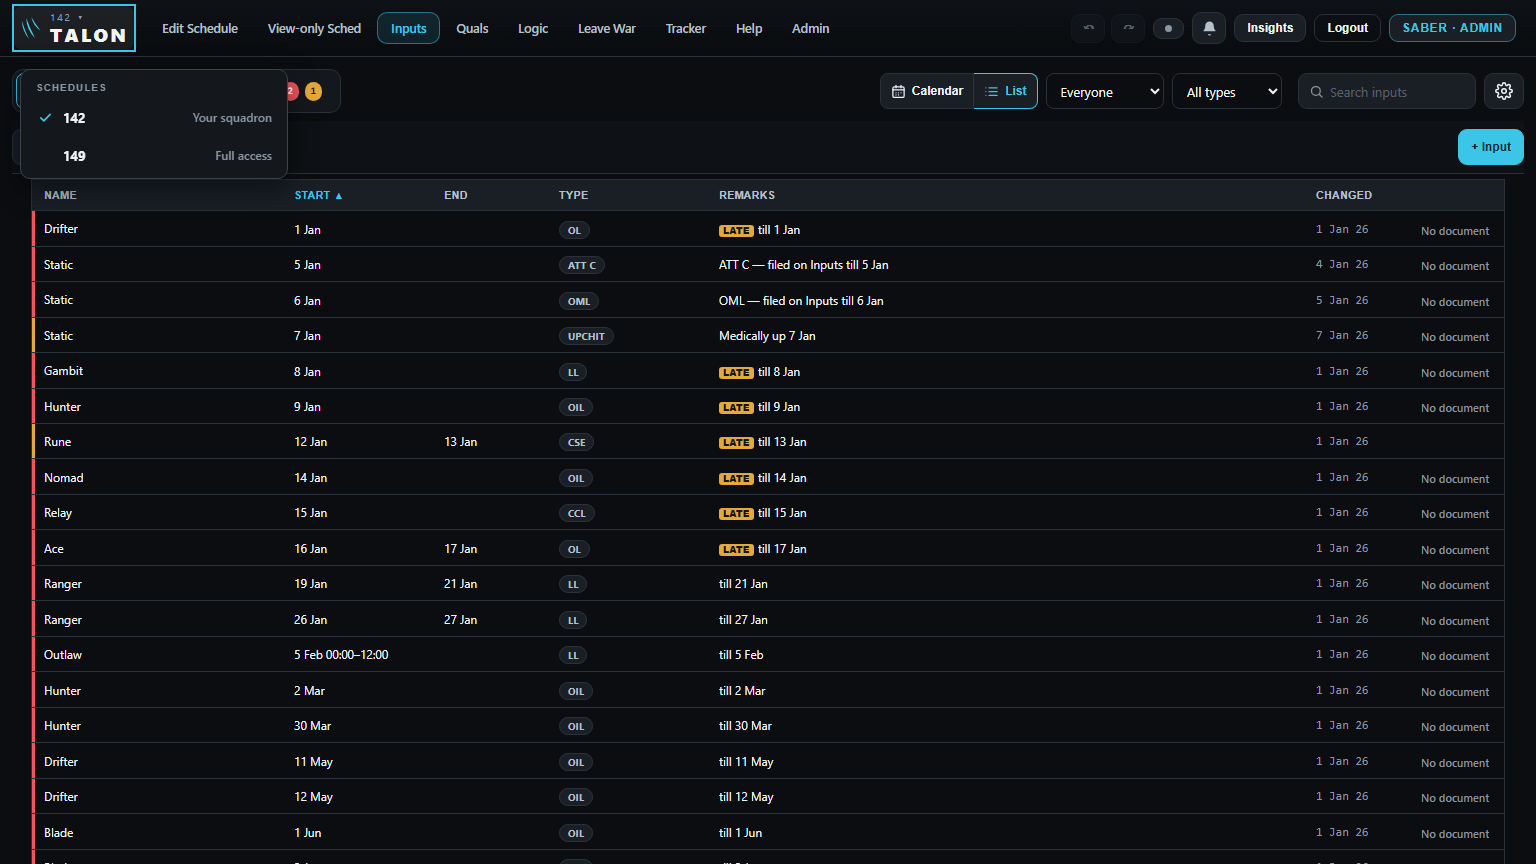 142 ▾
TALON
Edit Schedule
View-only Sched
Inputs
Quals
Logic
Leave War
Tracker
Help
Admin
Insights
Logout
SABER · ADMIN
SCHEDULES
142 Your squadron
149 Full access
2
1
Calendar
List
Everyone
All types
Search inputs
+ Input
NAME START ▲ END TYPE REMARKS CHANGED
Drifter 1 Jan OL LATE till 1 Jan 1 Jan 26 No document
Static 5 Jan ATT C ATT C — filed on Inputs till 5 Jan 4 Jan 26 No document
Static 6 Jan OML OML — filed on Inputs till 6 Jan 5 Jan 26 No document
Static 7 Jan UPCHIT Medically up 7 Jan 7 Jan 26 No document
Gambit 8 Jan LL LATE till 8 Jan 1 Jan 26 No document
Hunter 9 Jan OIL LATE till 9 Jan 1 Jan 26 No document
Rune 12 Jan 13 Jan CSE LATE till 13 Jan 1 Jan 26
Nomad 14 Jan OIL LATE till 14 Jan 1 Jan 26 No document
Relay 15 Jan CCL LATE till 15 Jan 1 Jan 26 No document
Ace 16 Jan 17 Jan OL LATE till 17 Jan 1 Jan 26 No document
Ranger 19 Jan 21 Jan LL till 21 Jan 1 Jan 26 No document
Ranger 26 Jan 27 Jan LL till 27 Jan 1 Jan 26 No document
Outlaw 5 Feb 00:00–12:00 LL till 5 Feb 1 Jan 26 No document
Hunter 2 Mar OIL till 2 Mar 1 Jan 26 No document
Hunter 30 Mar OIL till 30 Mar 1 Jan 26 No document
Drifter 11 May OIL till 11 May 1 Jan 26 No document
Drifter 12 May OIL till 12 May 1 Jan 26 No document
Blade 1 Jun OIL till 1 Jun 1 Jan 26 No document